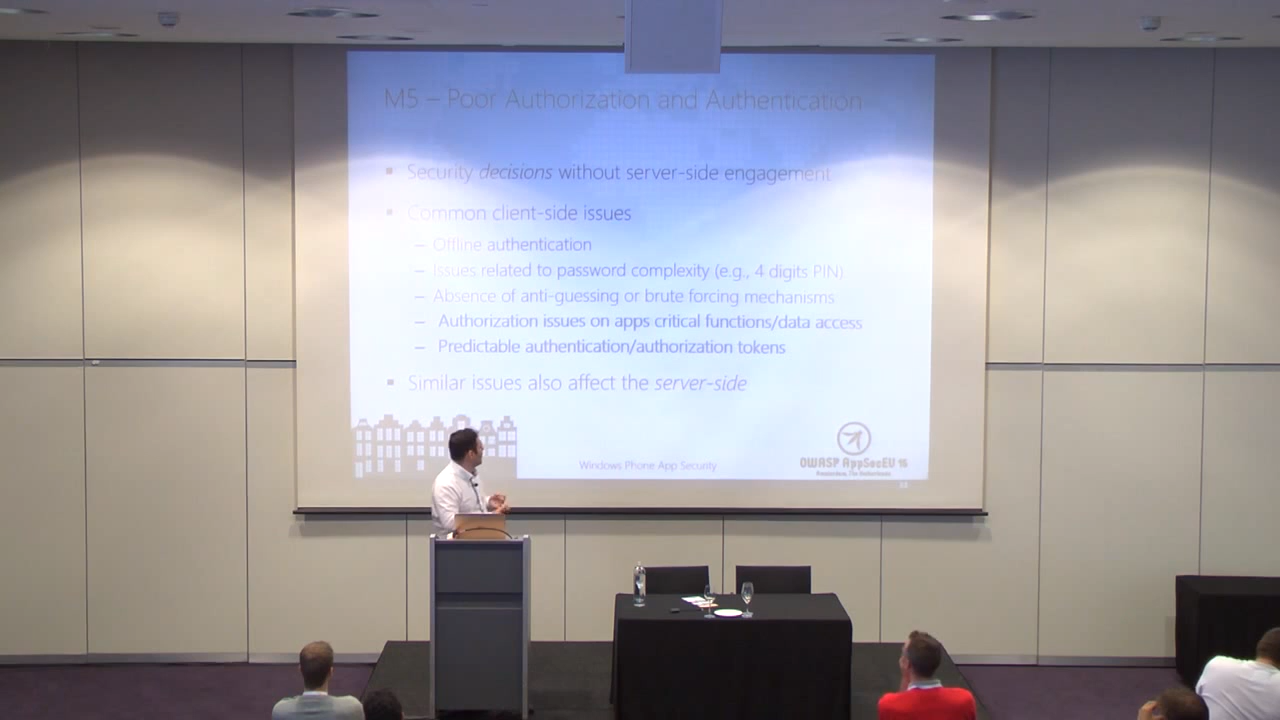 M5 – Poor Authorization and Authentication
▪ Security decisions without server-side engagement
▪ Common client-side issues
– Offline authentication
– Issues related to password complexity (e.g., 4 digits PIN)
– Absence of anti-guessing or brute forcing mechanisms
– Authorization issues on apps critical functions/data access
– Predictable authentication/authorization tokens
▪ Similar issues also affect the server-side
Windows Phone App Security
OWASP AppSecEU 15
Amsterdam, The Netherlands